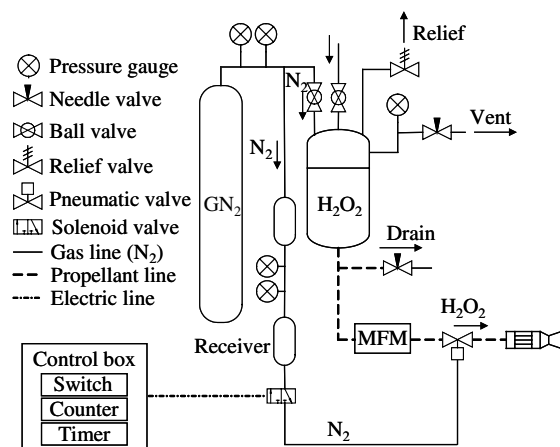 Pressure gauge
Needle valve
Ball valve
Relief valve
Pneumatic valve
Solenoid valve
Gas line (N₂)
Propellant line
Electric line
Relief
N₂
Vent
N₂
GN₂
H₂O₂
Drain
H₂O₂
MFM
Receiver
Control box
Switch
Counter
Timer
N₂